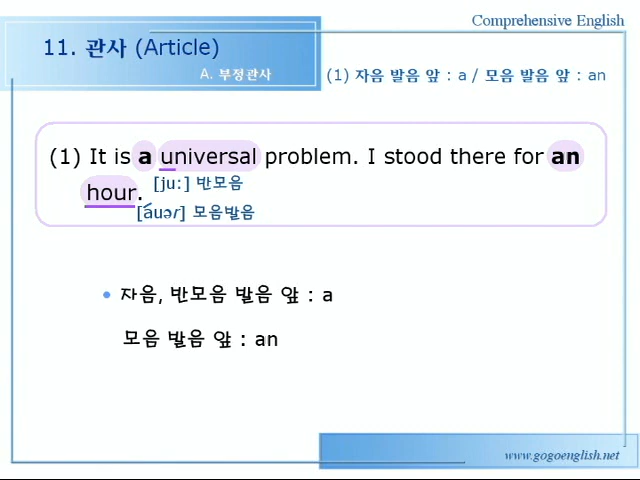 Comprehensive English
11. 관사 (Article)
A. 부정관사
(1) 자음 발음 앞 : a / 모음 발음 앞 : an
(1) It is a universal problem. I stood there for an
hour.
[juː] 반모음
[áuər] 모음발음
• 자음, 반모음 발음 앞 : a
모음 발음 앞 : an
www.gogoenglish.net